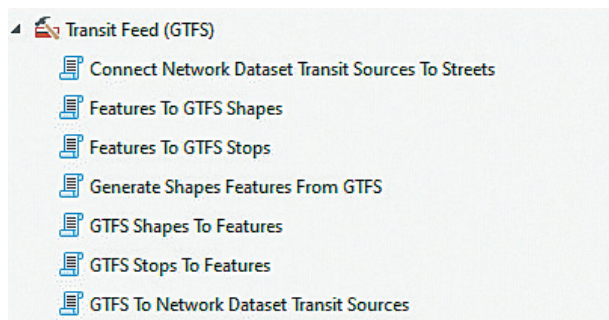 Transit Feed (GTFS)
Connect Network Dataset Transit Sources To Streets
Features To GTFS Shapes
Features To GTFS Stops
Generate Shapes Features From GTFS
GTFS Shapes To Features
GTFS Stops To Features
GTFS To Network Dataset Transit Sources